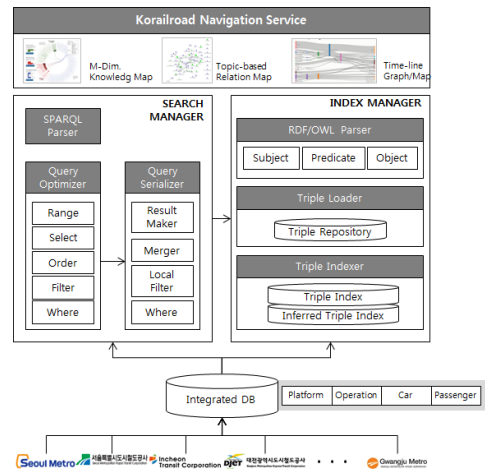 Korailroad Navigation Service
M-Dim.
Knowledg Map
Topic-based
Relation Map
Time-line
Graph/Map
SEARCH
MANAGER
SPARQL
Parser
Query
Optimizer
Range
Select
Order
Filter
Where
Query
Serializer
Result
Maker
Merger
Local
Filter
Where
INDEX MANAGER
RDF/OWL Parser
Subject
Predicate
Object
Triple Loader
Triple Repository
Triple Indexer
Triple Index
Inferred Triple Index
Integrated DB
Platform
Operation
Car
Passenger
Seoul Metro
서울특별시도시철도공사
Incheon
Transit Corporation
DJET
대전광역시도시철도공사
• • •
Gwangju Metro